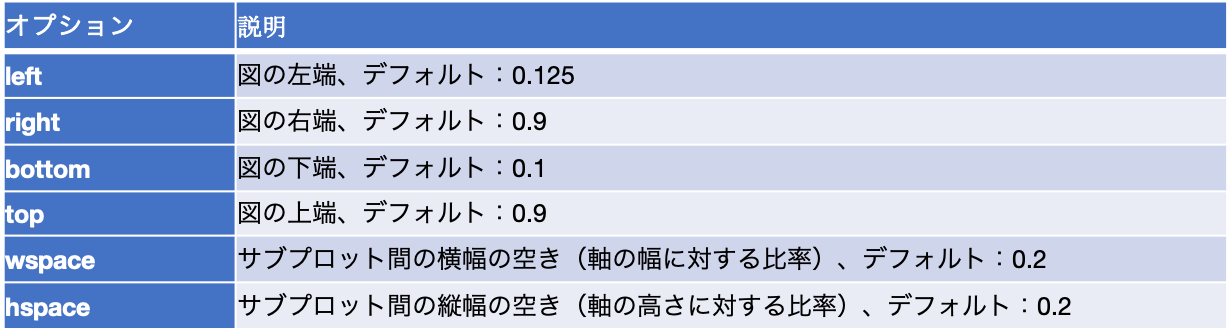 オプション 説明
left 図の左端、デフォルト：0.125
right 図の右端、デフォルト：0.9
bottom 図の下端、デフォルト：0.1
top 図の上端、デフォルト：0.9
wspace サブプロット間の横幅の空き（軸の幅に対する比率）、デフォルト：0.2
hspace サブプロット間の縦幅の空き（軸の高さに対する比率）、デフォルト：0.2